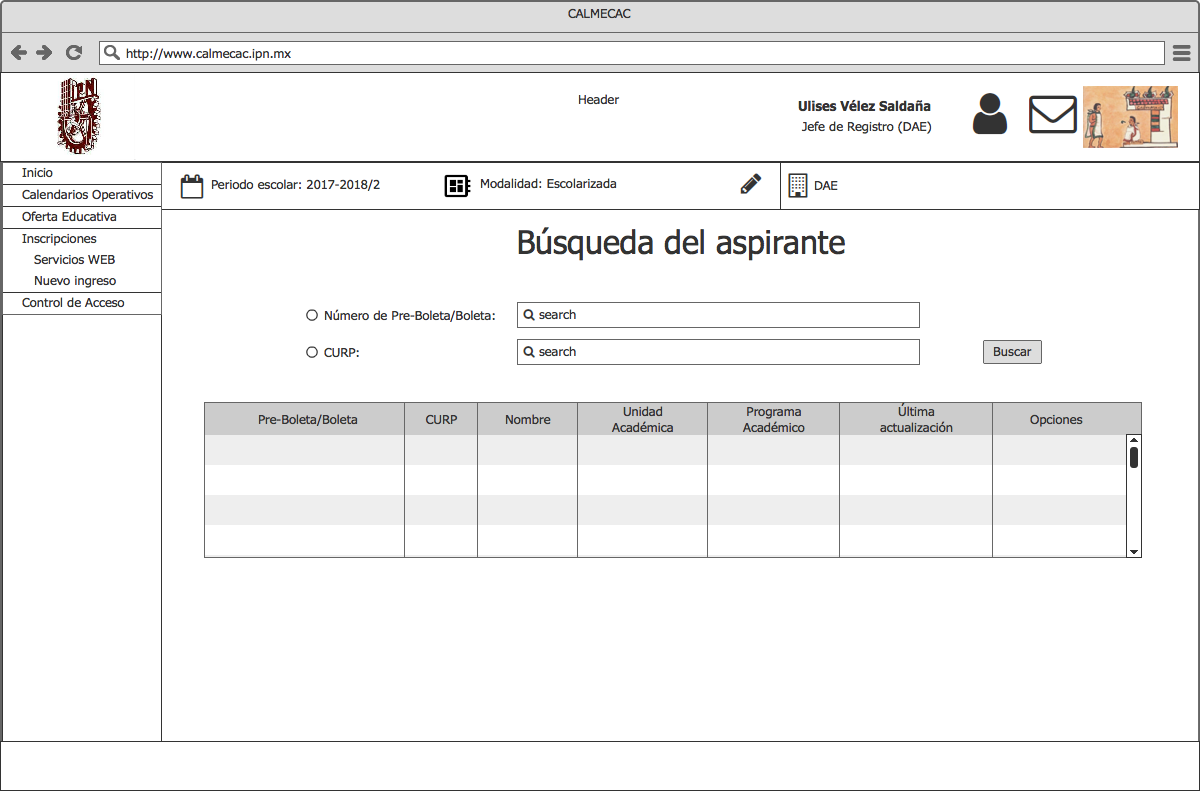 CALMECAC
http://www.calmecac.ipn.mx
IPN
Header
Ulises Vélez Saldaña
Jefe de Registro (DAE)
Inicio
Calendarios Operativos
Oferta Educativa
Inscripciones
Servicios WEB
Nuevo ingreso
Control de Acceso
Periodo escolar: 2017-2018/2
Modalidad: Escolarizada
DAE
Búsqueda del aspirante
Número de Pre-Boleta/Boleta:
search
CURP:
search
Buscar
Pre-Boleta/Boleta
CURP
Nombre
Unidad
Académica
Programa
Académico
Última
actualización
Opciones